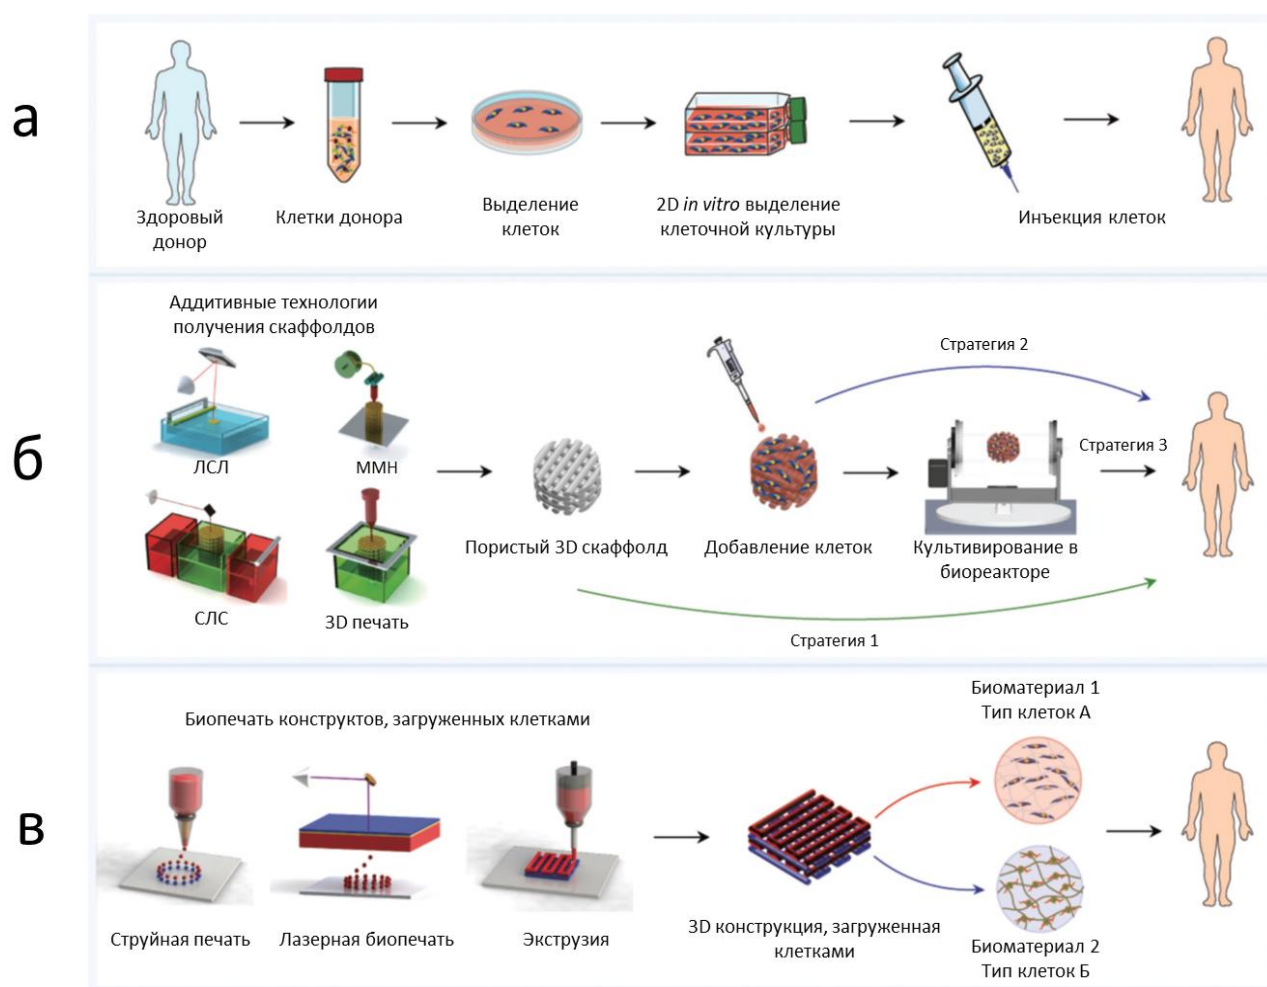 а
Здоровый
донор
Клетки донора
Выделение
клеток
2D in vitro выделение
клеточной культуры
Инъекция клеток
б
Аддитивные технологии
получения скаффолдов
ЛСЛ
ММН
СЛС
3D печать
Пористый 3D скаффолд
Добавление клеток
Культивирование в
биореакторе
Стратегия 2
Стратегия 3
Стратегия 1
в
Биопечать конструктов, загруженных клетками
Струйная печать
Лазерная биопечать
Экструзия
3D конструкция, загруженная
клетками
Биоматериал 1
Тип клеток А
Биоматериал 2
Тип клеток Б